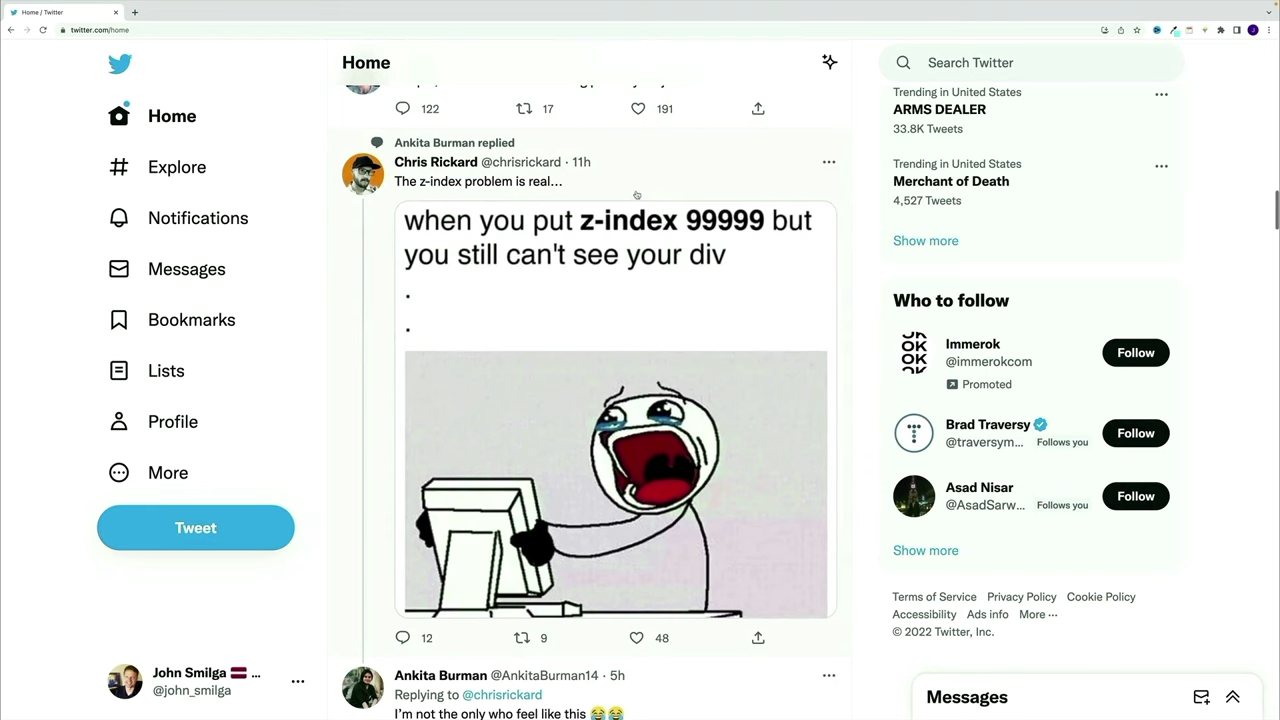 Home / Twitter
twitter.com/home
Home
Explore
Notifications
Messages
Bookmarks
Lists
Profile
More
Tweet
John Smilga 🇱🇻 ...
@john_smilga
Home
122
17
191
Ankita Burman replied
Chris Rickard @chrisrickard · 11h
The z-index problem is real...
when you put z-index 99999 but
you still can't see your div
.
.
12
9
48
Ankita Burman @AnkitaBurman14 · 5h
Replying to @chrisrickard
I'm not the only who feel like this 😂😂
Search Twitter
Trending in United States
ARMS DEALER
33.8K Tweets
Trending in United States
Merchant of Death
4,527 Tweets
Show more
Who to follow
OK
OK
OK
Immerok
@immerokcom
Promoted
Follow
Brad Traversy
@traversym... Follows you
Follow
Asad Nisar
@AsadSarw... Follows you
Follow
Show more
Terms of Service Privacy Policy Cookie Policy
Accessibility Ads info More ...
© 2022 Twitter, Inc.
Messages